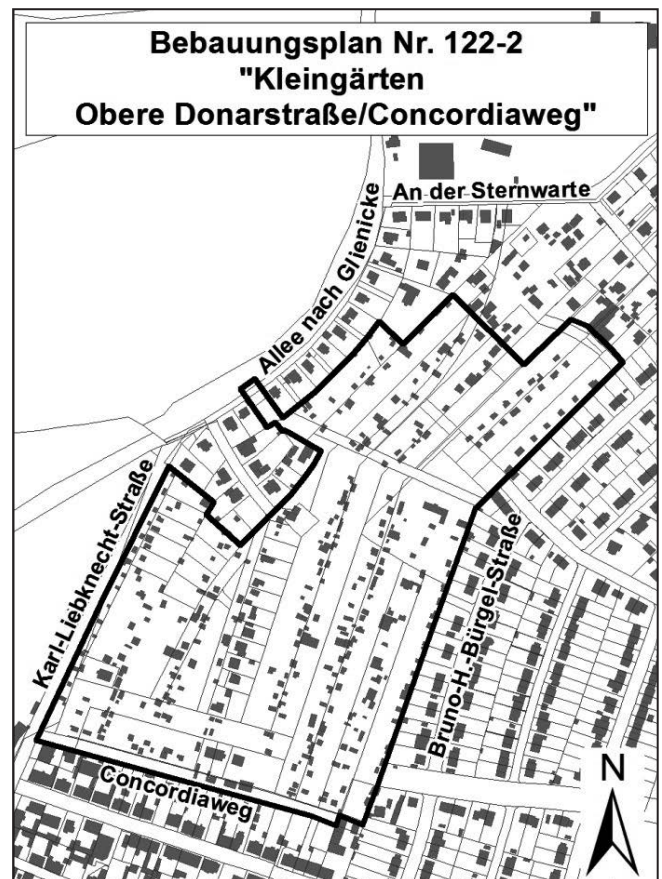 Bebauungsplan Nr. 122-2
"Kleingärten
Obere Donarstraße/Concordiaweg"
An der Sternwarte
Allee nach Glienicke
Karl-Liebknecht-Straße
Bruno-H.-Bürgel-Straße
Concordiaweg
N